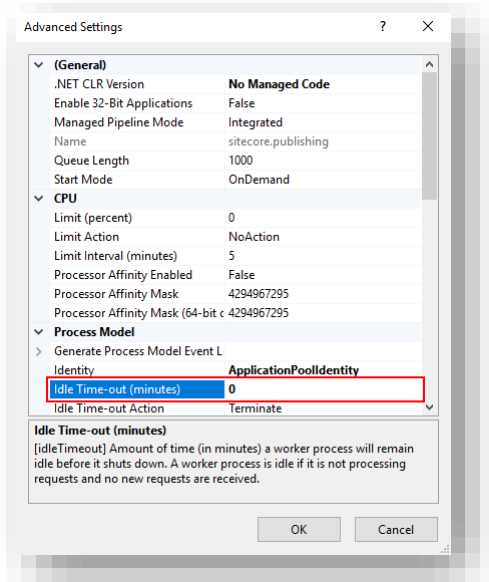 Advanced Settings ? ×
(General)
.NET CLR Version No Managed Code
Enable 32-Bit Applications False
Managed Pipeline Mode Integrated
Name sitecore.publishing
Queue Length 1000
Start Mode OnDemand
CPU
Limit (percent) 0
Limit Action NoAction
Limit Interval (minutes) 5
Processor Affinity Enabled False
Processor Affinity Mask 4294967295
Processor Affinity Mask (64-bit c 4294967295
Process Model
Generate Process Model Event L
Identity ApplicationPoolIdentity
Idle Time-out (minutes) 0
Idle Time-out Action Terminate
Idle Time-out (minutes)
[idleTimeout] Amount of time (in minutes) a worker process will remain
idle before it shuts down. A worker process is idle if it is not processing
requests and no new requests are received.
OK Cancel